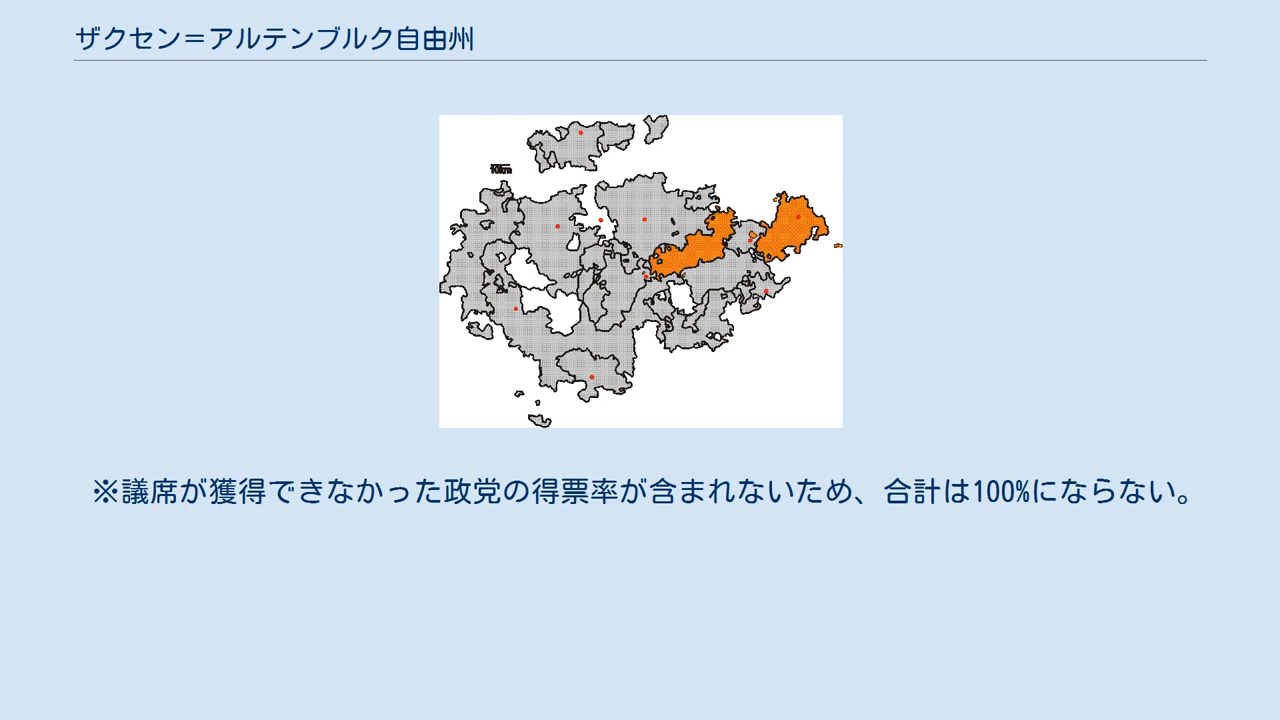 ザクセン＝アルテンブルク自由州
10km
※議席が獲得できなかった政党の得票率が含まれないため、合計は100%にならない。